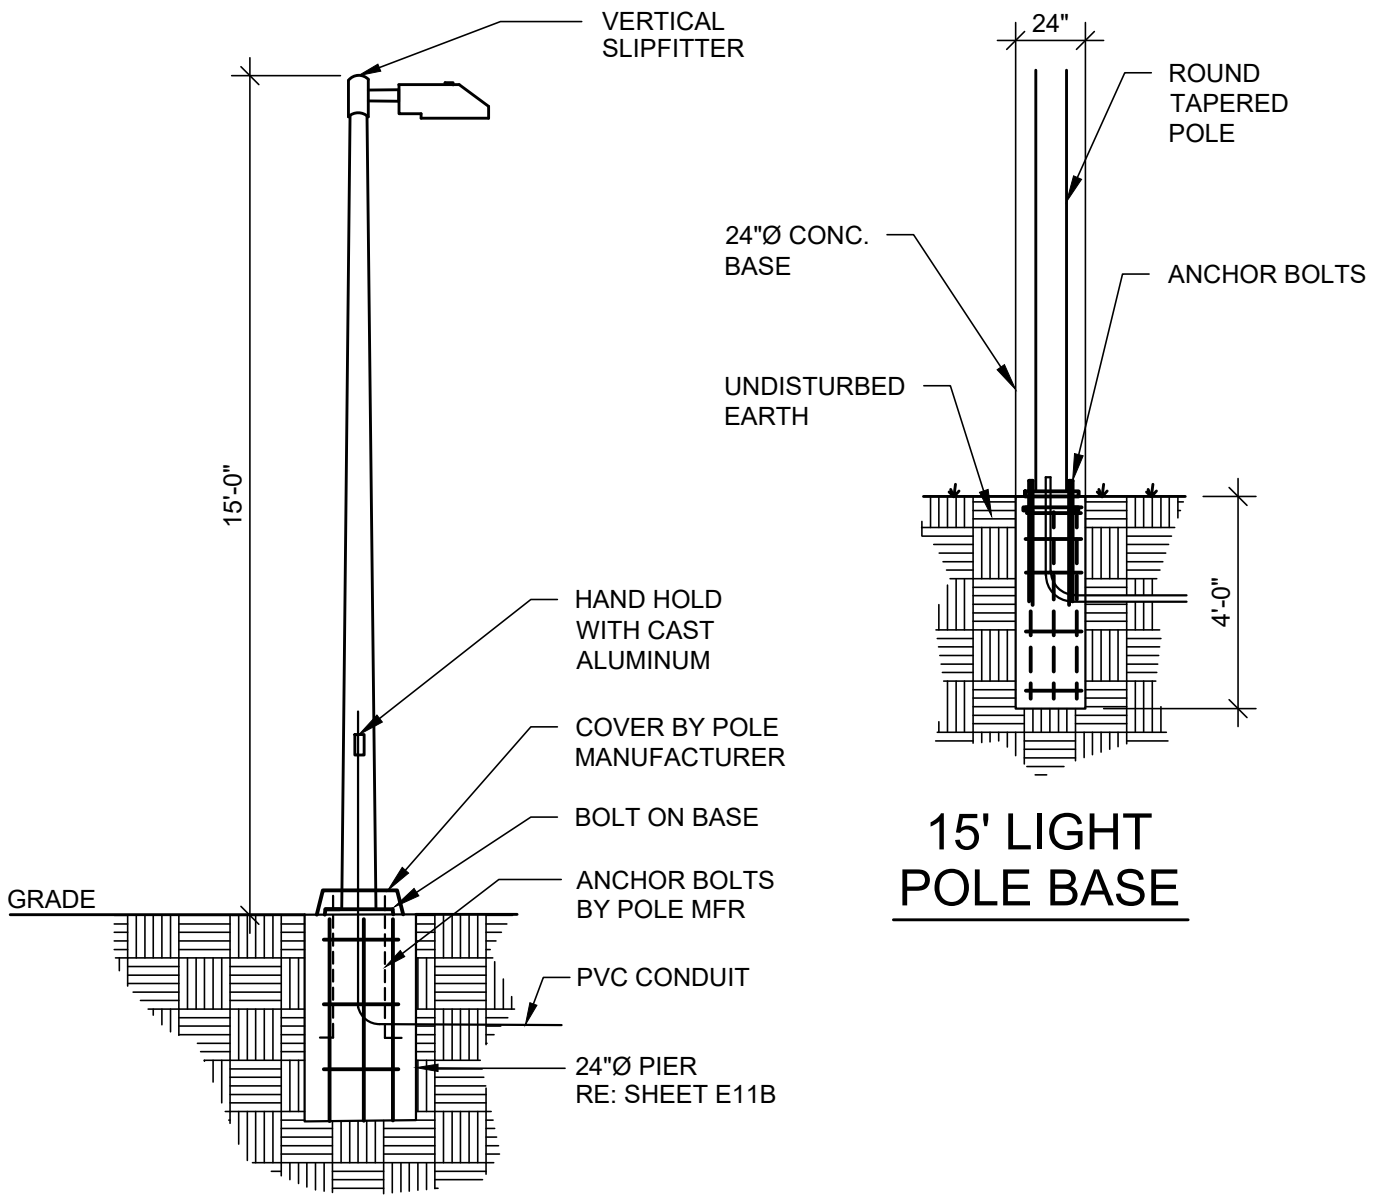 VERTICAL
SLIPFITTER
15'-0"
HAND HOLD
WITH CAST
ALUMINUM
COVER BY POLE
MANUFACTURER
BOLT ON BASE
GRADE
ANCHOR BOLTS
BY POLE MFR
PVC CONDUIT
24"Ø PIER
RE: SHEET E11B
24"
ROUND
TAPERED
POLE
24"Ø CONC.
BASE
ANCHOR BOLTS
UNDISTURBED
EARTH
4'-0"
15' LIGHT
POLE BASE